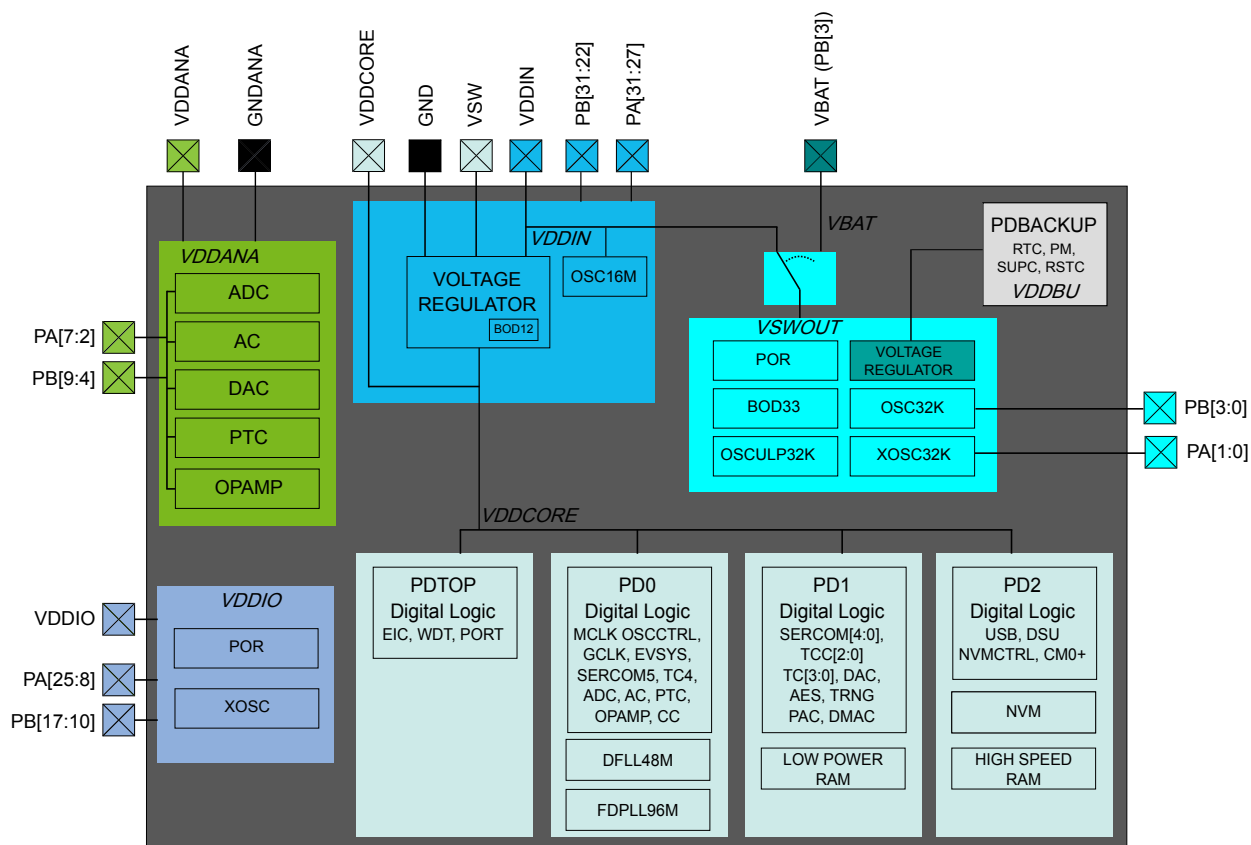 VDDANA
GNDANA
VDDCORE
GND
VSW
VDDIN
PB[31:22]
PA[31:27]
VBAT (PB[3])
VDDANA
ADC
AC
DAC
PTC
OPAMP
PA[7:2]
PB[9:4]
VDDIN
VOLTAGE
REGULATOR
BOD12
OSC16M
VBAT
PDBACKUP
RTC, PM,
SUPC, RSTC
VDDBU
VSWOUT
POR
VOLTAGE
REGULATOR
BOD33
OSC32K
OSCULP32K
XOSC32K
PB[3:0]
PA[1:0]
VDDCORE
VDDIO
POR
XOSC
VDDIO
PA[25:8]
PB[17:10]
PDTOP
Digital Logic
EIC, WDT, PORT
PD0
Digital Logic
MCLK OSCCTRL,
GCLK, EVSYS,
SERCOM5, TC4,
ADC, AC, PTC,
OPAMP, CC
DFLL48M
FDPLL96M
PD1
Digital Logic
SERCOM[4:0],
TCC[2:0]
TC[3:0], DAC,
AES, TRNG
PAC, DMAC
LOW POWER
RAM
PD2
Digital Logic
USB, DSU
NVMCTRL, CM0+
NVM
HIGH SPEED
RAM